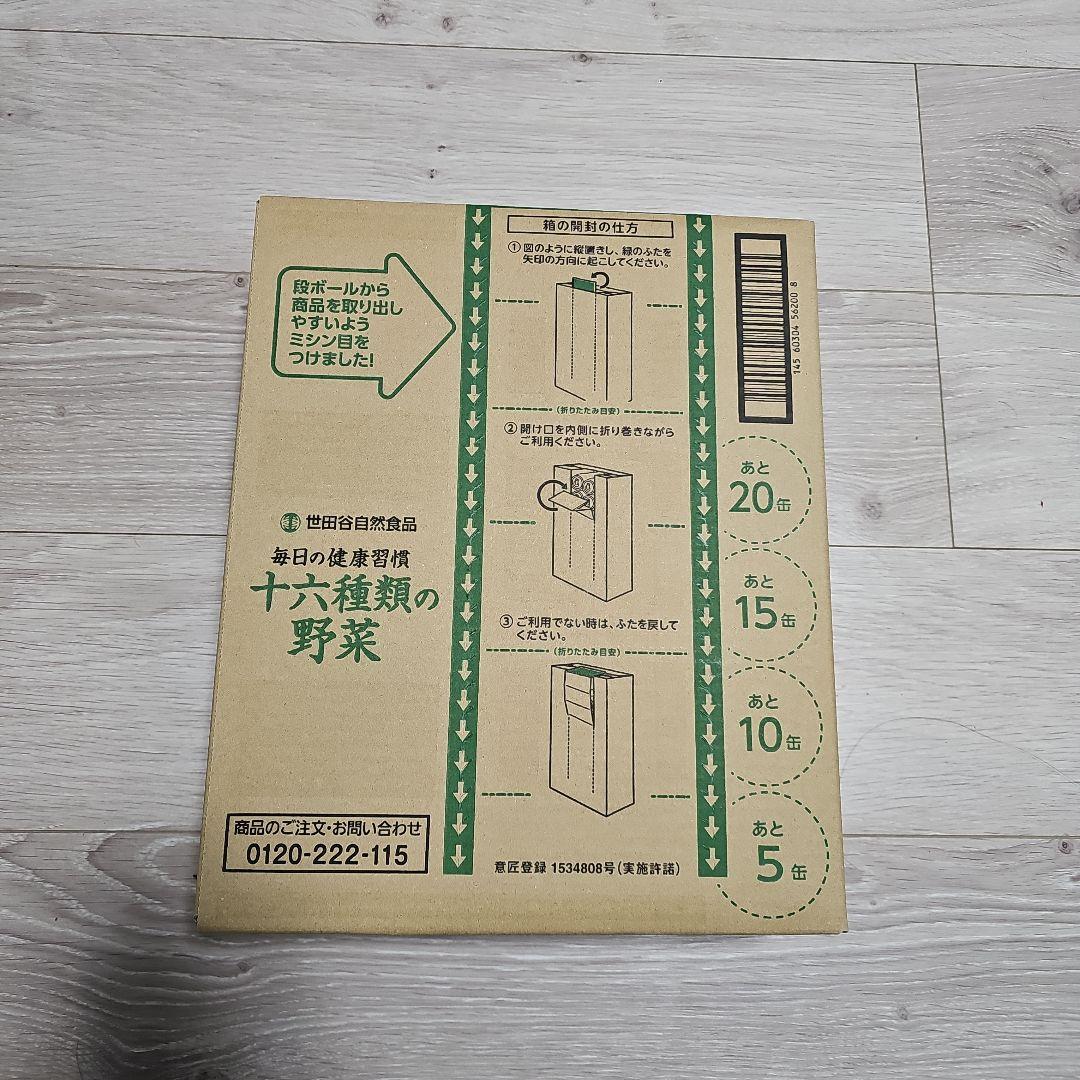 段ボールから
商品を取り出し
やすいよう
ミシン目を
つけました!
世田谷自然食品
毎日の健康習慣
十六種類の
野菜
商品のご注文・お問い合わせ
0120-222-115
箱の開封の仕方
①図のように縦置きし、緑のふたを
矢印の方向に起こしてください。
(折りたたみ目安)
②開け口を内側に折り巻きながら
ご利用ください。
③ご利用でない時は、ふたを戻して
ください。
(折りたたみ目安)
意匠登録 1534808号(実施許諾)
145 60304 56200 8
あと
20缶
あと
15缶
あと
10缶
あと
5缶